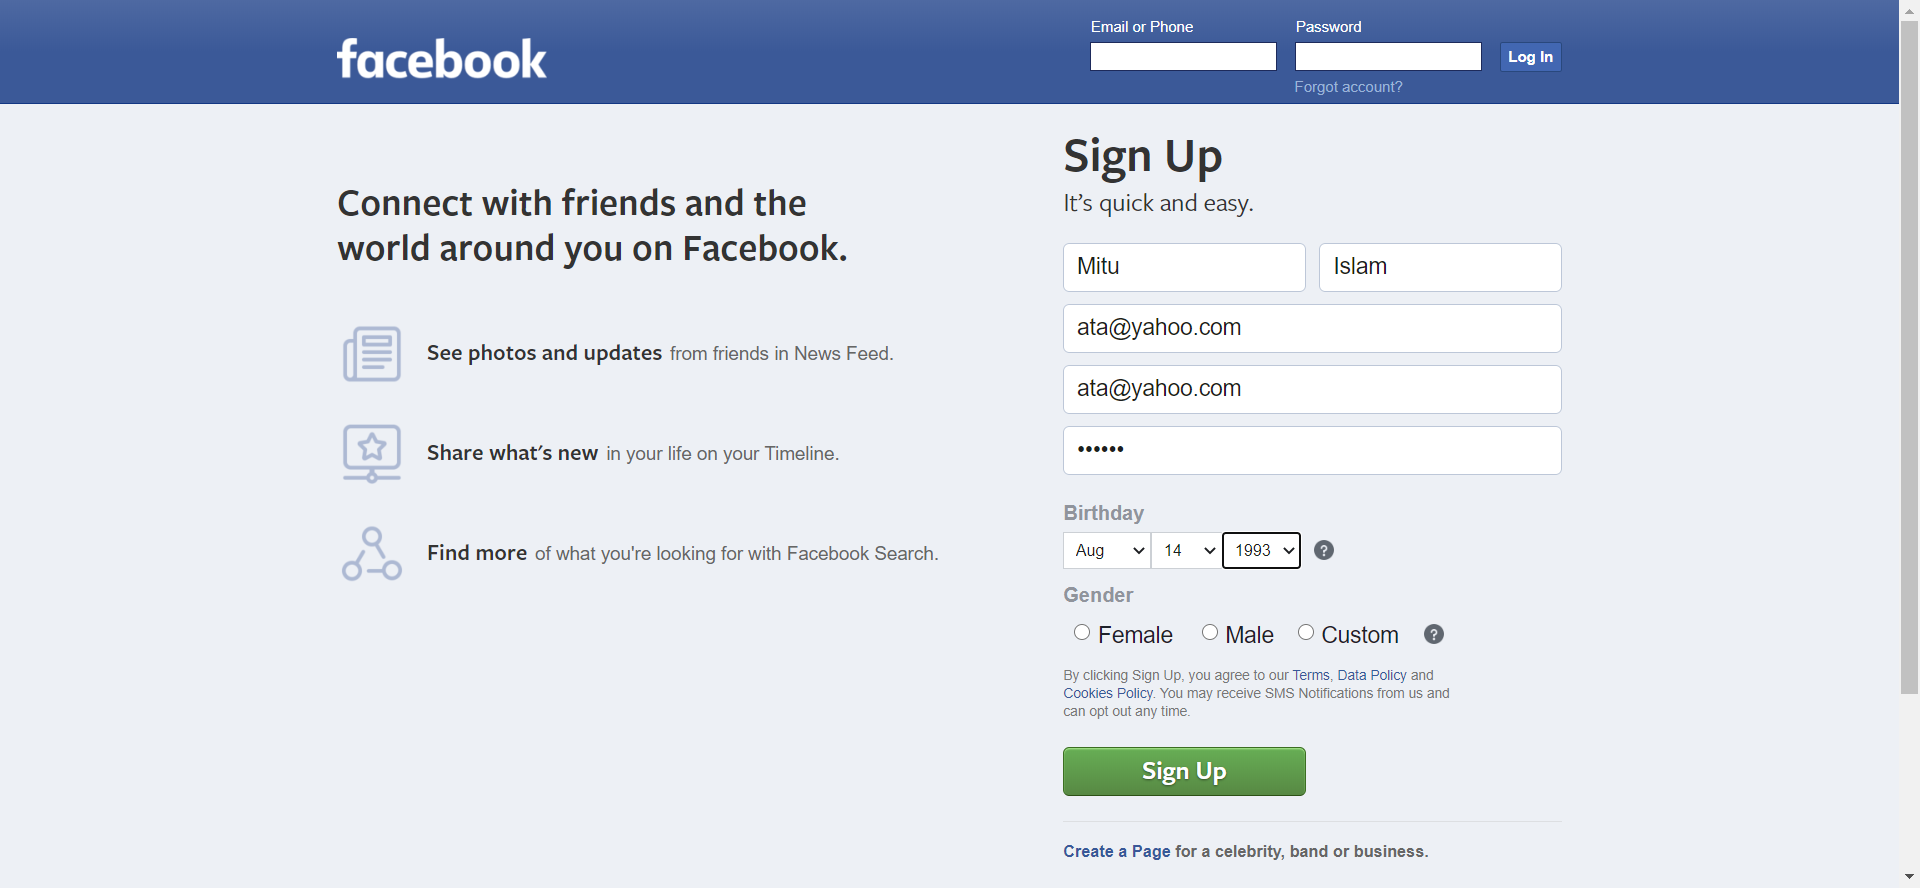 facebook
Email or Phone
Password
Log In
Forgot account?
Connect with friends and the
world around you on Facebook.
See photos and updates from friends in News Feed.
Share what's new in your life on your Timeline.
Find more of what you're looking for with Facebook Search.
Sign Up
It's quick and easy.
Mitu
Islam
ata@yahoo.com
ata@yahoo.com
••••••
Birthday
Aug 14 1993 ?
Gender
Female Male Custom ?
By clicking Sign Up, you agree to our Terms, Data Policy and
Cookies Policy. You may receive SMS Notifications from us and
can opt out any time.
Sign Up
Create a Page for a celebrity, band or business.